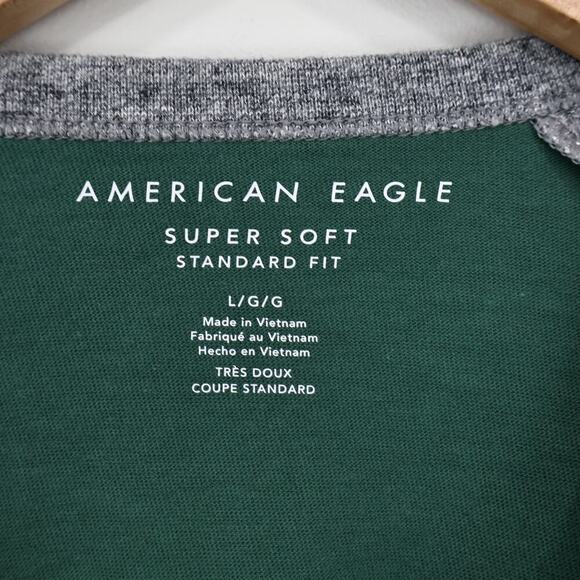 AMERICAN EAGLE
SUPER SOFT
STANDARD FIT
L/G/G
Made in Vietnam
Fabriqué au Vietnam
Hecho en Vietnam
TRÈS DOUX
COUPE STANDARD